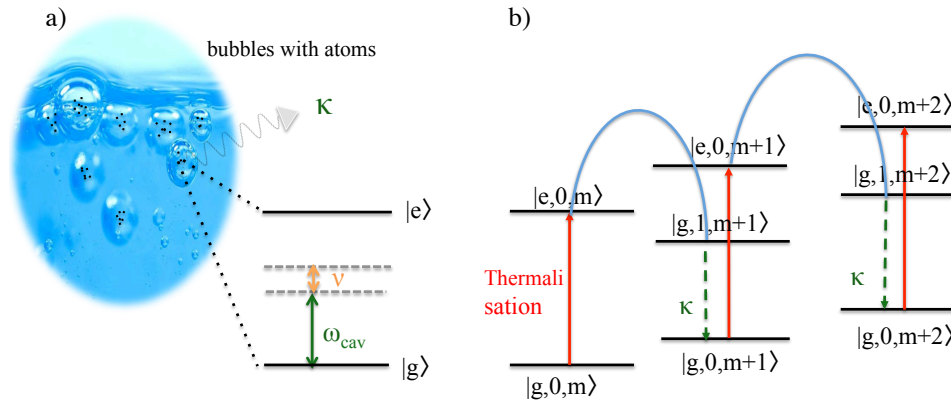 a)
bubbles with atoms
κ
|e⟩
ν
ω_cav
|g⟩
b)
|e,0,m+2⟩
|e,0,m+1⟩
|g,1,m+2⟩
|e,0,m⟩
|g,1,m+1⟩
Thermali
sation
κ
κ
|g,0,m+2⟩
|g,0,m+1⟩
|g,0,m⟩